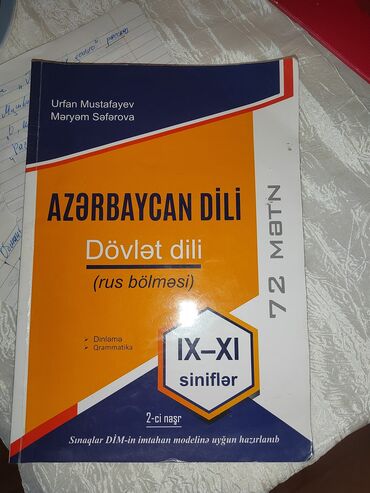 Urfan Mustafayev
Məryəm Səfərova
AZƏRBAYCAN DİLİ
Dövlət dili
(rus bölməsi)
72 MƏTN
Dinləmə
Qrammatika
IX–XI
siniflər
2-ci nəşr
Sınaqlar DİM-in imtahan modelinə uyğun hazırlanıb